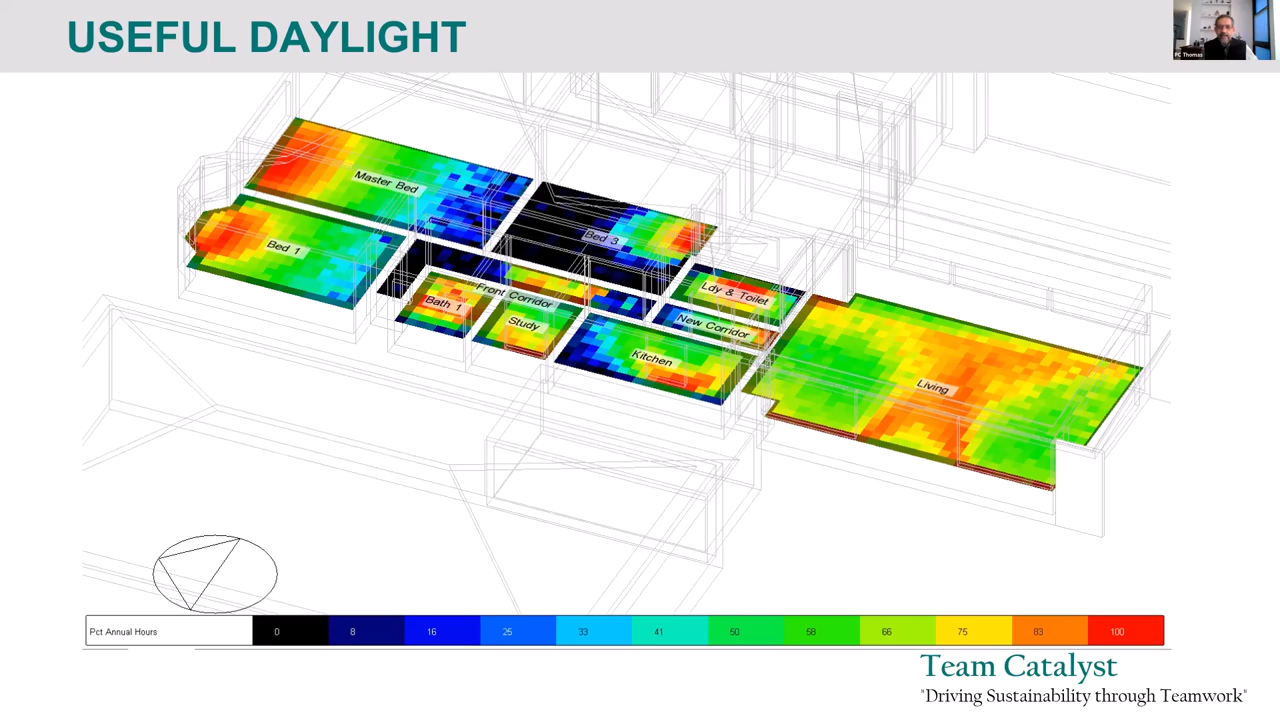 USEFUL DAYLIGHT
PC Thomas
Master Bed
Bed 1
Bed 3
Ldy & Toilet
Front Corridor
Bath 1
New Corridor
Study
Kitchen
Living
Pct Annual Hours 0 8 16 25 33 41 50 58 66 75 83 100
Team Catalyst
"Driving Sustainability through Teamwork"